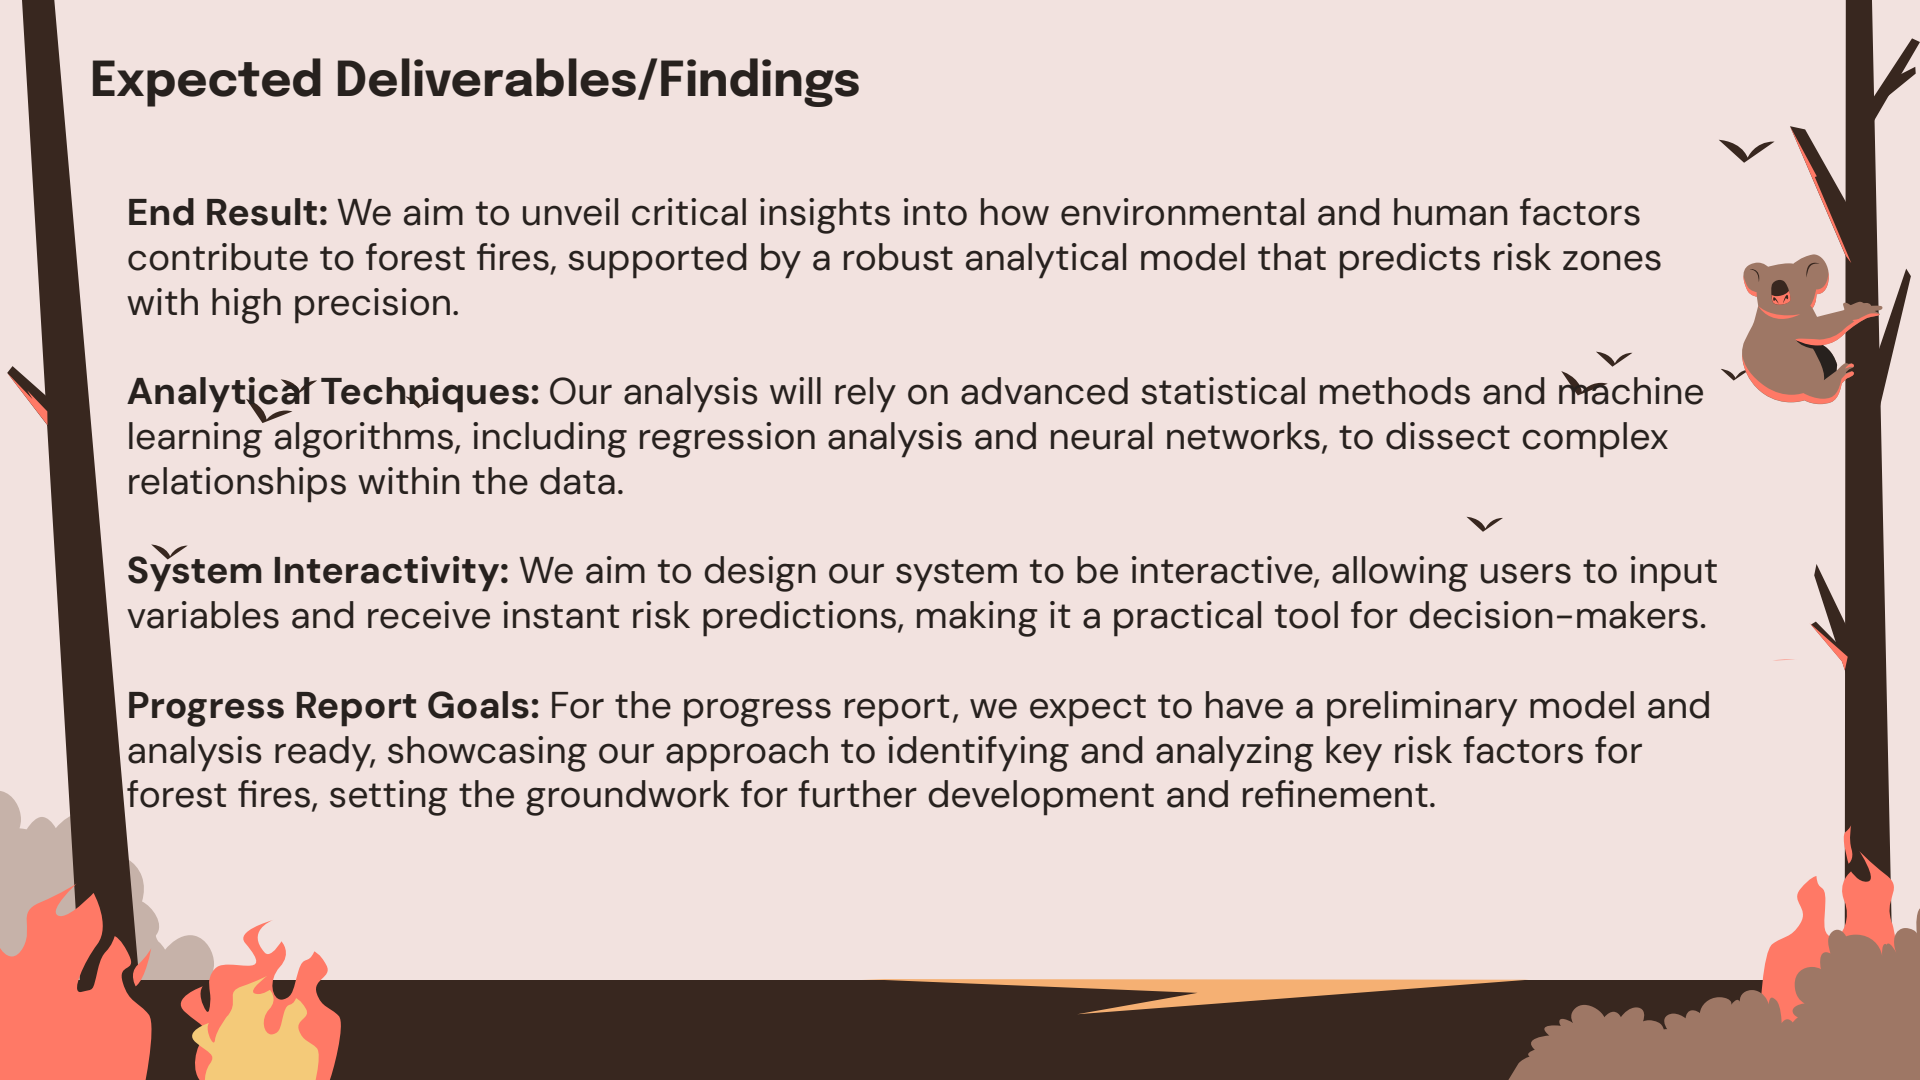 Expected Deliverables/Findings
End Result: We aim to unveil critical insights into how environmental and human factors
contribute to forest fires, supported by a robust analytical model that predicts risk zones
with high precision.
Analytical Techniques: Our analysis will rely on advanced statistical methods and machine
learning algorithms, including regression analysis and neural networks, to dissect complex
relationships within the data.
System Interactivity: We aim to design our system to be interactive, allowing users to input
variables and receive instant risk predictions, making it a practical tool for decision-makers.
Progress Report Goals: For the progress report, we expect to have a preliminary model and
analysis ready, showcasing our approach to identifying and analyzing key risk factors for
forest fires, setting the groundwork for further development and refinement.